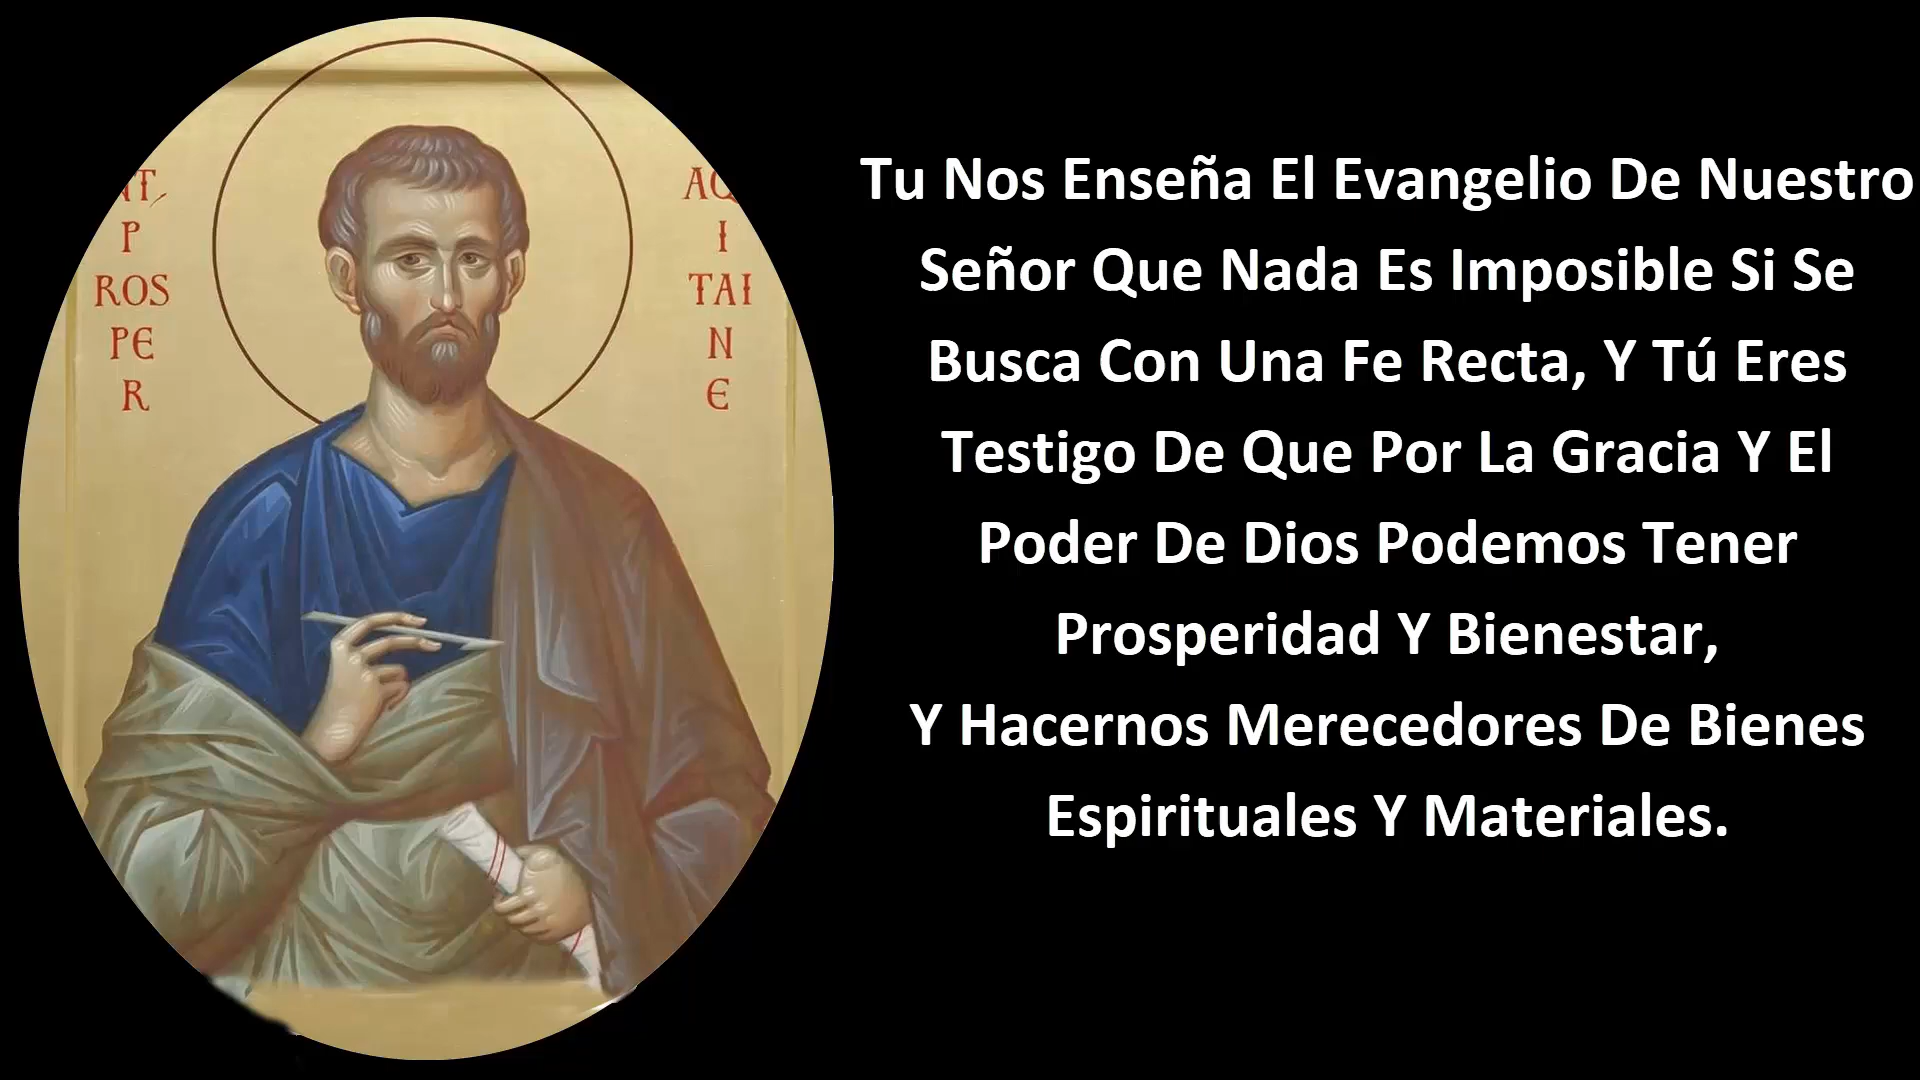 NT,
P
ROS
PE
R
AQ
I
TAI
N
E
Tu Nos Enseña El Evangelio De Nuestro
Señor Que Nada Es Imposible Si Se
Busca Con Una Fe Recta, Y Tú Eres
Testigo De Que Por La Gracia Y El
Poder De Dios Podemos Tener
Prosperidad Y Bienestar,
Y Hacernos Merecedores De Bienes
Espirituales Y Materiales.